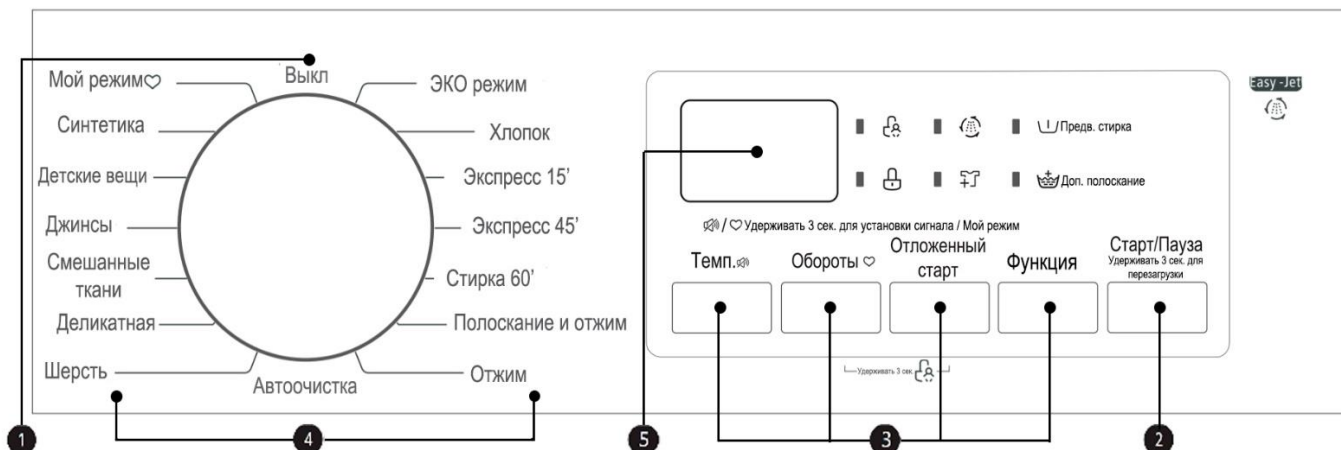 Выкл
Мой режим♡
ЭКО режим
Синтетика
Хлопок
Детские вещи
Экспресс 15’
Джинсы
Экспресс 45’
Смешанные
ткани
Стирка 60’
Деликатная
Полоскание и отжим
Шерсть
Автоочистка
Отжим
Easy -Jet
Предв. стирка
Доп. полоскание
/ ♡ Удерживать 3 сек. для установки сигнала / Мой режим
Темп.
Обороты ♡
Отложенный
старт
Функция
Старт/Пауза
Удерживать 3 сек. для
перезагрузки
Удерживать 3 сек.
1
4
5
3
2